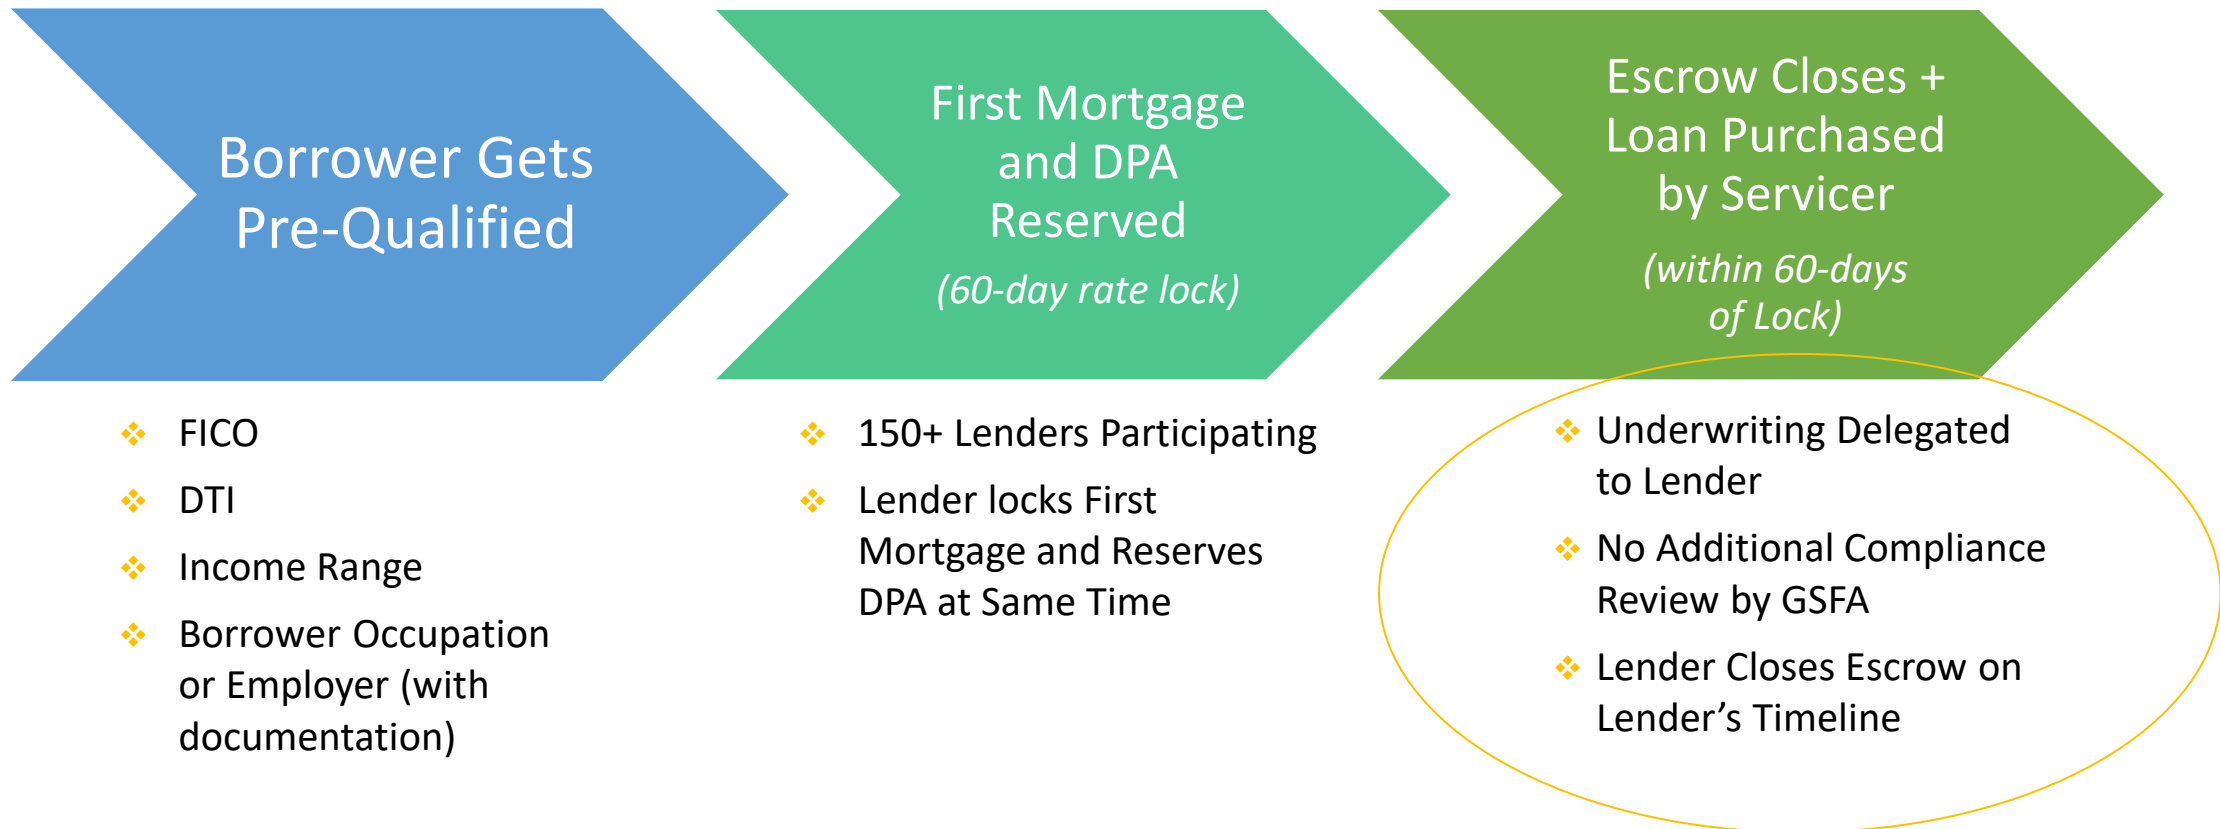 Borrower Gets
Pre-Qualified
First Mortgage
and DPA
Reserved
(60-day rate lock)
Escrow Closes +
Loan Purchased
by Servicer
(within 60-days
of Lock)
FICO
DTI
Income Range
Borrower Occupation
or Employer (with
documentation)
150+ Lenders Participating
Lender locks First
Mortgage and Reserves
DPA at Same Time
Underwriting Delegated
to Lender
No Additional Compliance
Review by GSFA
Lender Closes Escrow on
Lender’s Timeline